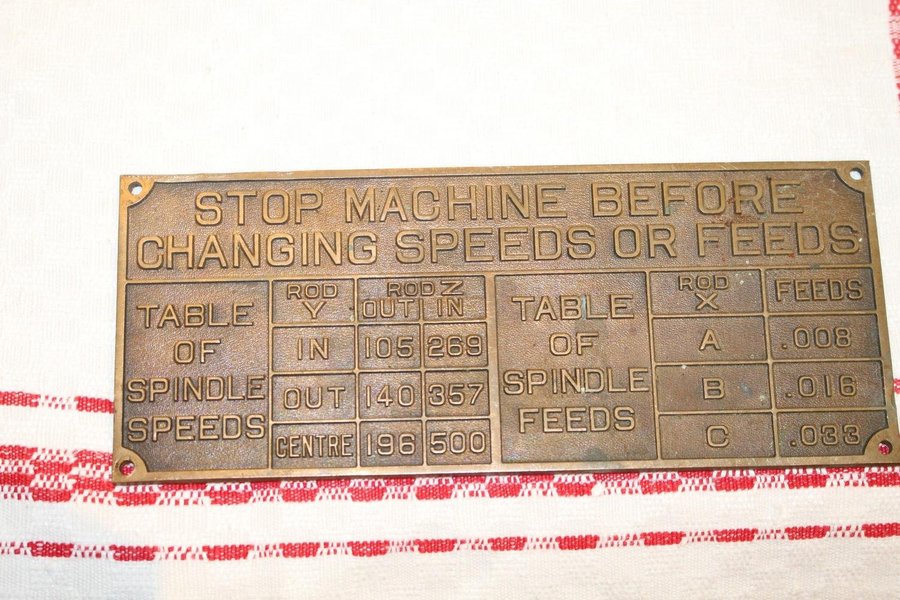 STOP MACHINE BEFORE
CHANGING SPEEDS OR FEEDS
TABLE
OF
SPINDLE
SPEEDS
ROD
Y
ROD Z
OUT IN
IN 105 269
OUT 140 357
CENTRE 196 500
TABLE
OF
SPINDLE
FEEDS
ROD
X
FEEDS
A .008
B .016
C .033